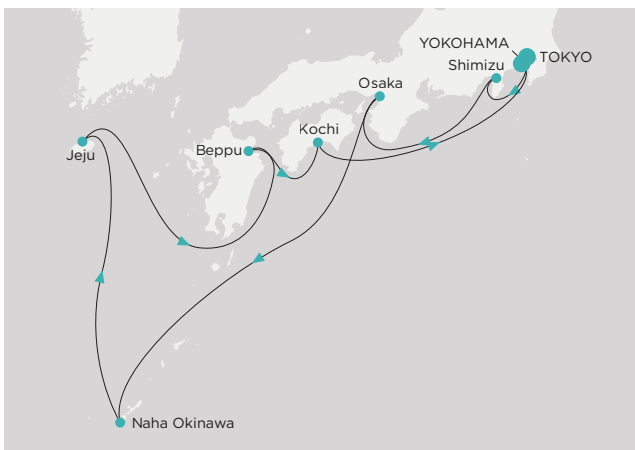 YOKOHAMA
TOKYO
Shimizu
Osaka
Kochi
Beppu
Jeju
Naha Okinawa